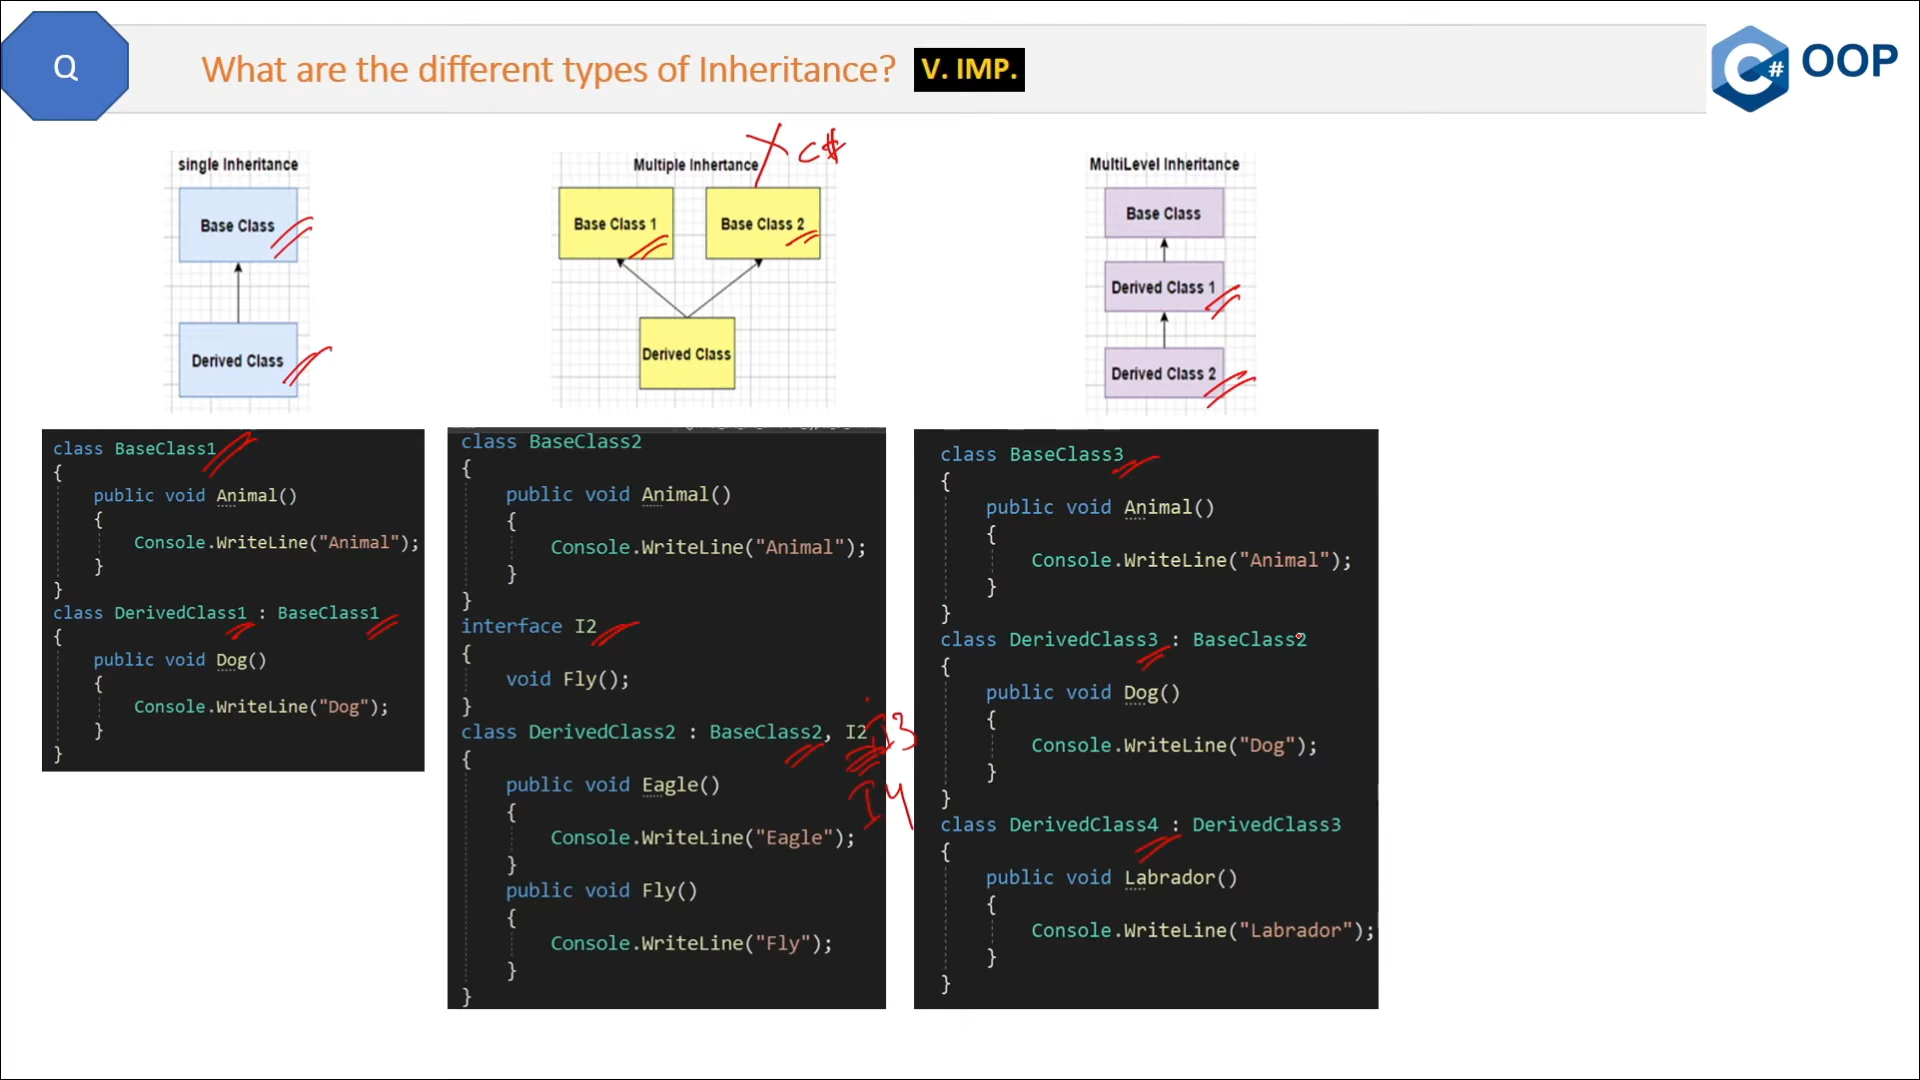 Q
What are the different types of Inheritance? V. IMP.
C# OOP
single Inheritance
Base Class
Derived Class
Multiple Inhertance
X C#
Base Class 1
Base Class 2
Derived Class
MultiLevel Inheritance
Base Class
Derived Class 1
Derived Class 2
class BaseClass1
{
public void Animal()
{
Console.WriteLine("Animal");
}
}
class DerivedClass1 : BaseClass1
{
public void Dog()
{
Console.WriteLine("Dog");
}
}
class BaseClass2
{
public void Animal()
{
Console.WriteLine("Animal");
}
}
interface I2
{
void Fly();
}
class DerivedClass2 : BaseClass2, I2
I3
I4
{
public void Eagle()
{
Console.WriteLine("Eagle");
}
public void Fly()
{
Console.WriteLine("Fly");
}
}
class BaseClass3
{
public void Animal()
{
Console.WriteLine("Animal");
}
}
class DerivedClass3 : BaseClass2
{
public void Dog()
{
Console.WriteLine("Dog");
}
}
class DerivedClass4 : DerivedClass3
{
public void Labrador()
{
Console.WriteLine("Labrador");
}
}